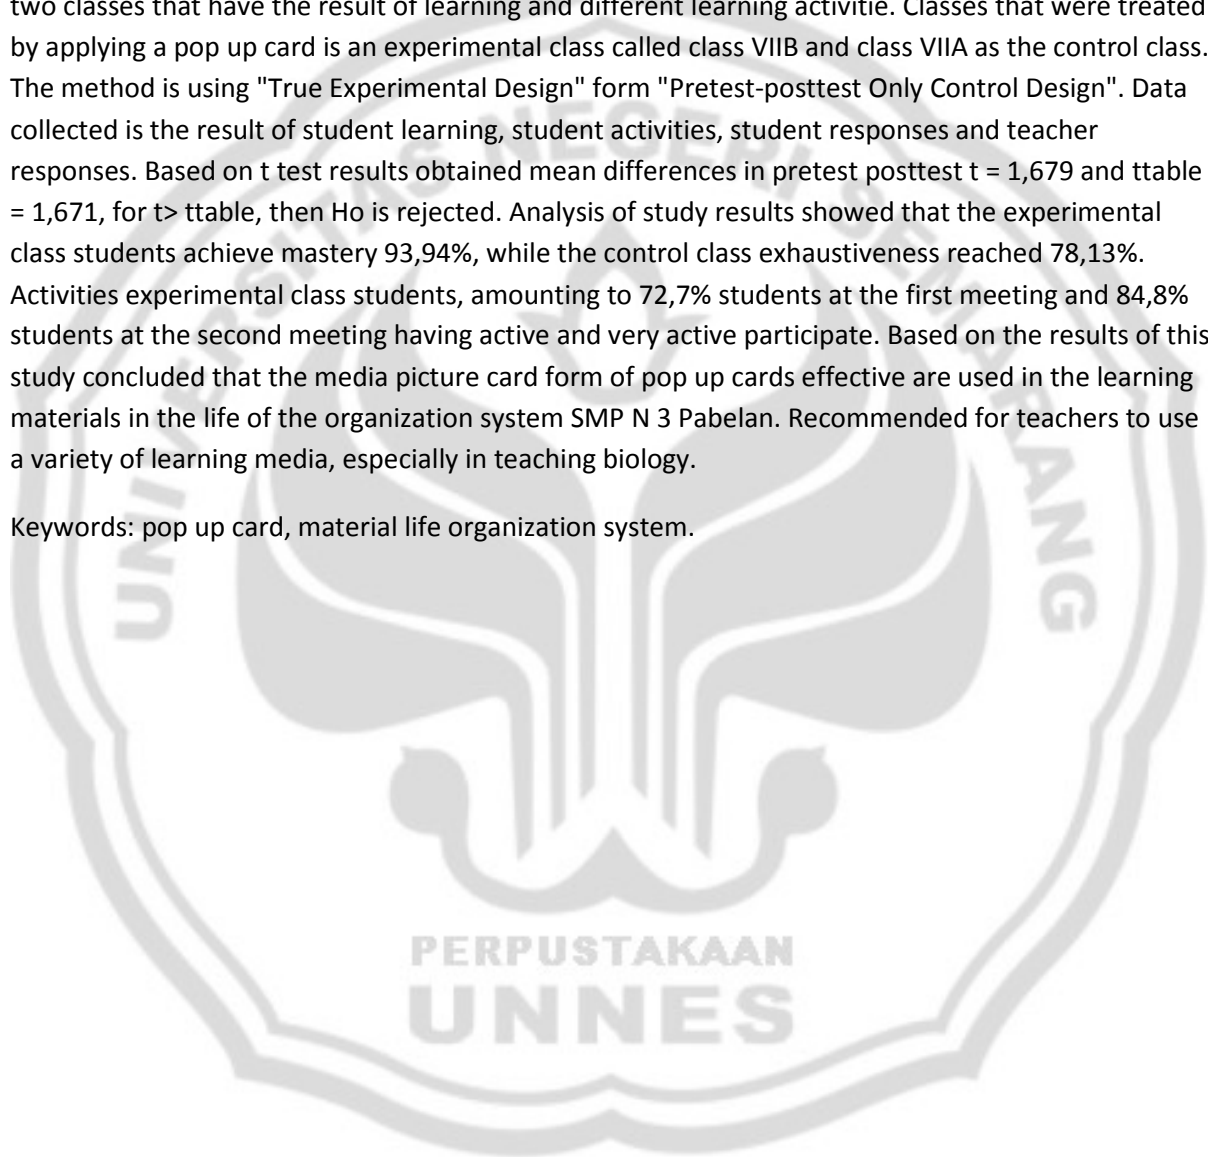 two classes that have the result of learning and different learning activitie. Classes that were treated
by applying a pop up card is an experimental class called class VIIB and class VIIA as the control class.
The method is using "True Experimental Design" form "Pretest-posttest Only Control Design". Data
collected is the result of student learning, student activities, student responses and teacher
responses. Based on t test results obtained mean differences in pretest posttest t = 1,679 and ttable
= 1,671, for t> ttable, then Ho is rejected. Analysis of study results showed that the experimental
class students achieve mastery 93,94%, while the control class exhaustiveness reached 78,13%.
Activities experimental class students, amounting to 72,7% students at the first meeting and 84,8%
students at the second meeting having active and very active participate. Based on the results of this
study concluded that the media picture card form of pop up cards effective are used in the learning
materials in the life of the organization system SMP N 3 Pabelan. Recommended for teachers to use
a variety of learning media, especially in teaching biology.
Keywords: pop up card, material life organization system.
UNIVERSITAS NEGERI SEMARANG
PERPUSTAKAAN
UNNES